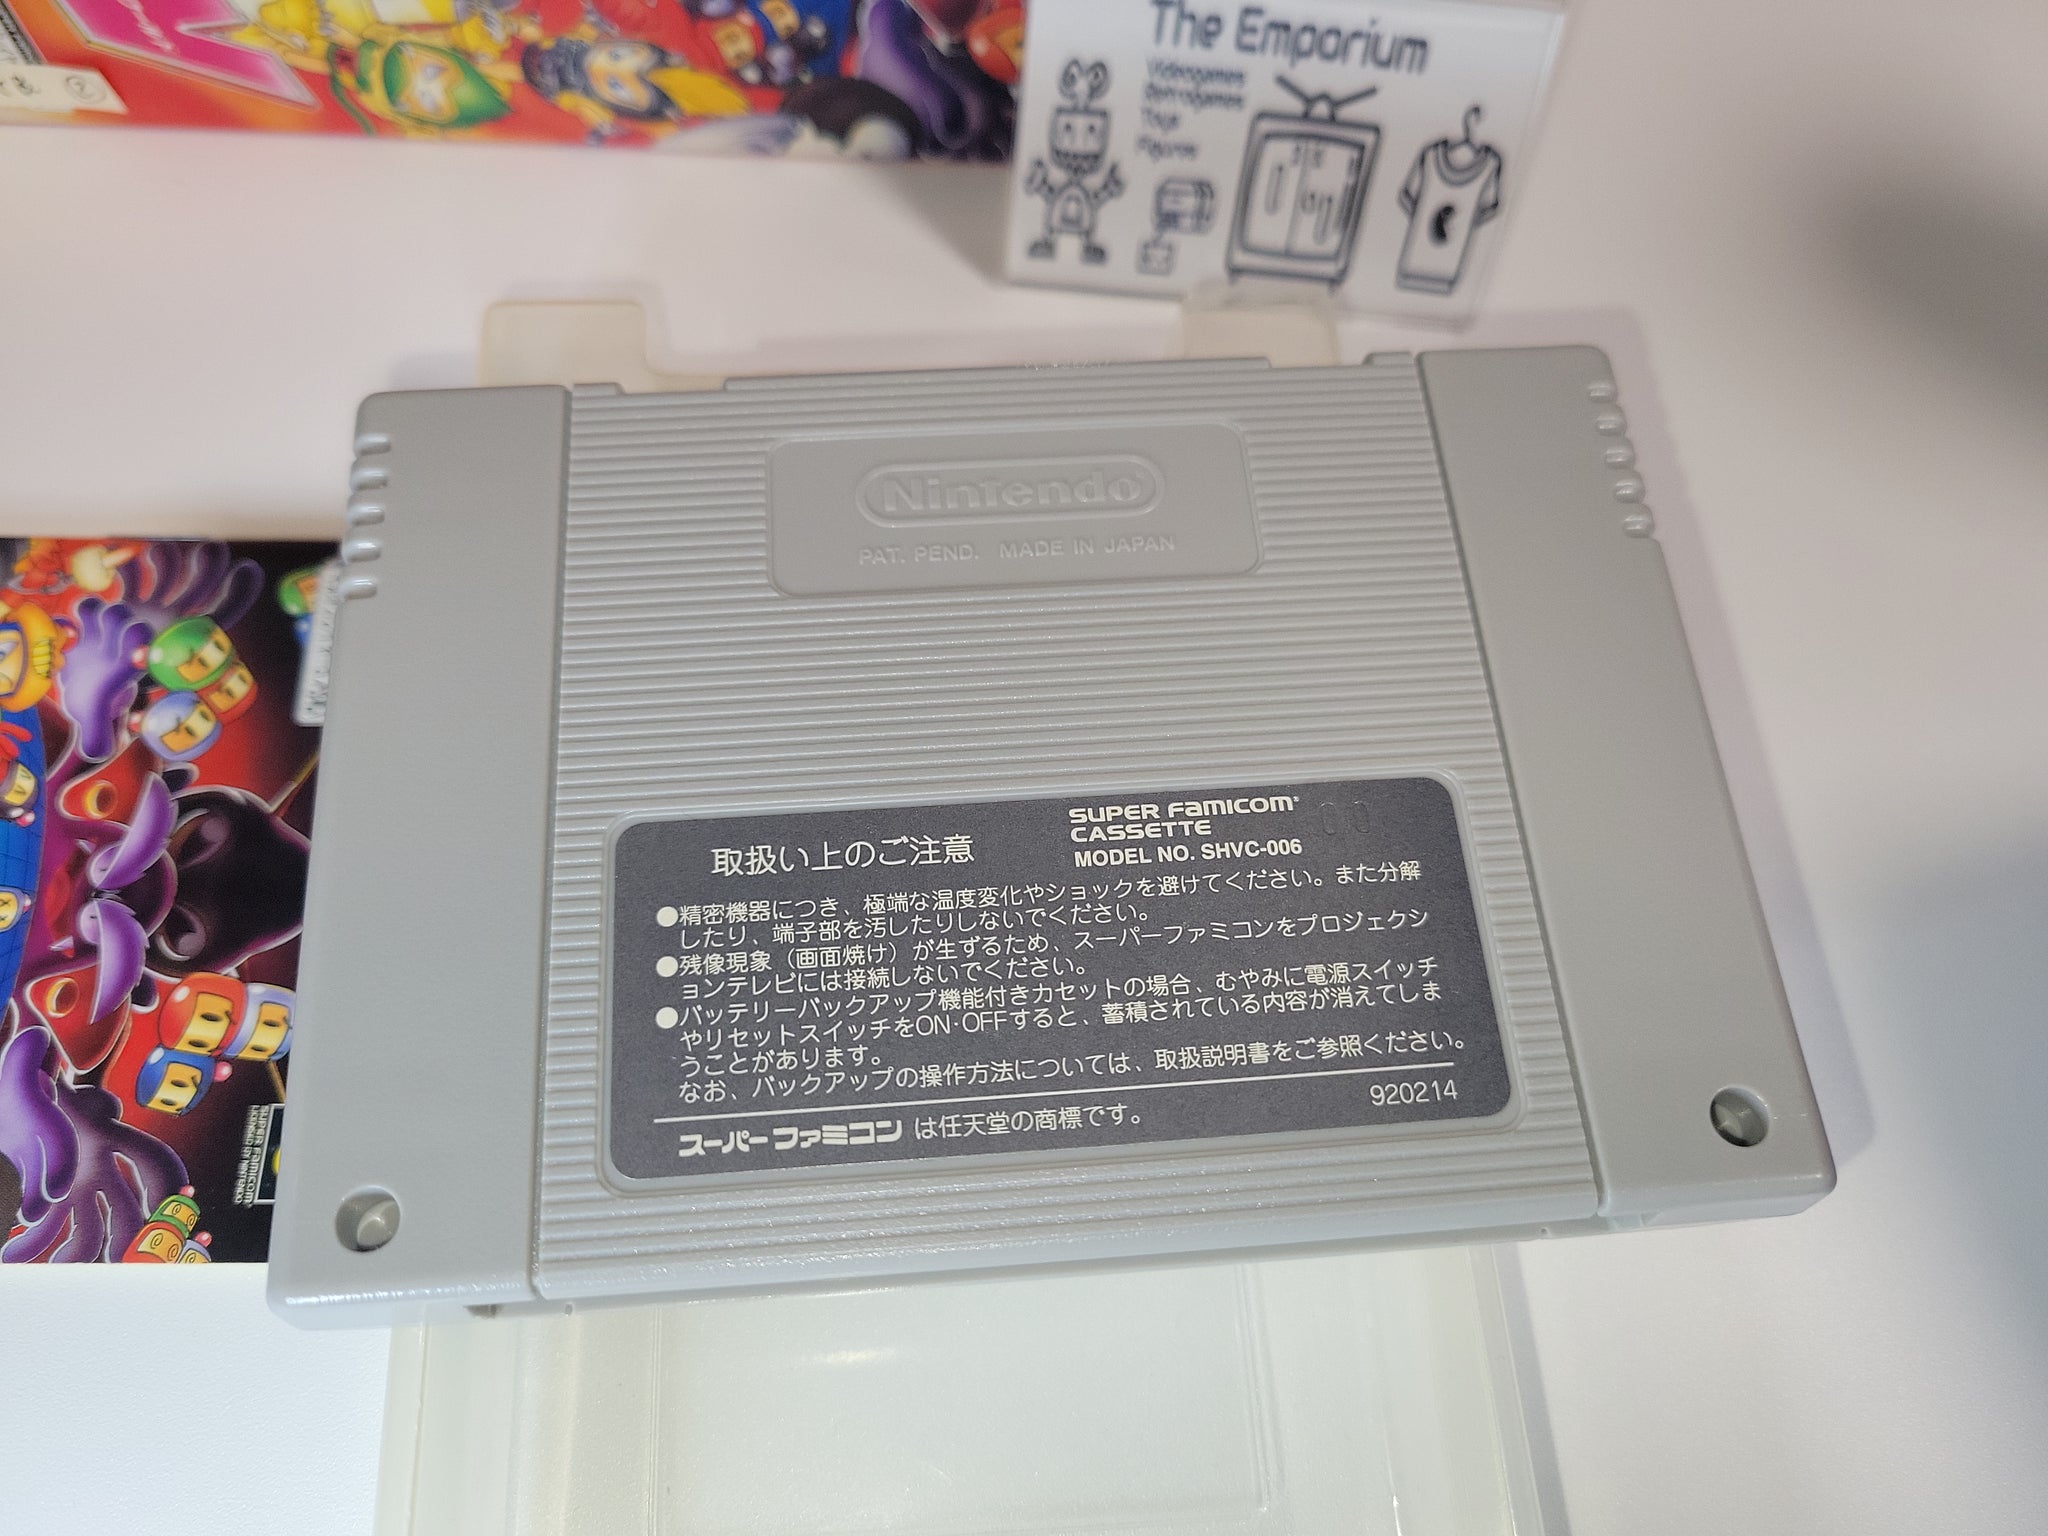 The Emporium
Videogames
Retrogames
Toys
Figures
Nintendo
PAT. PEND. MADE IN JAPAN
取扱い上のご注意
SUPER FAMICOM
CASSETTE
MODEL NO. SHVC-006
●精密機器につき、極端な温度変化やショックを避けてください。また分解
したり、端子部を汚したりしないでください。
●残像現象（画面焼け）が生ずるため、スーパーファミコンをプロジェクシ
ョンテレビには接続しないでください。
●バッテリーバックアップ機能付きカセットの場合、むやみに電源スイッチ
やリセットスイッチをON・OFFすると、蓄積されている内容が消えてしま
うことがあります。
なお、バックアップの操作方法については、取扱説明書をご参照ください。
920214
スーパーファミコンは任天堂の商標です。
SUPER FAMICOM
LICENSED BY NINTENDO